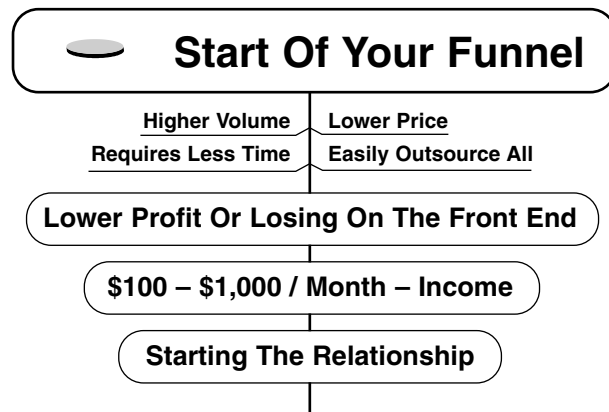 Start Of Your Funnel
Higher Volume Lower Price
Requires Less Time Easily Outsource All
Lower Profit Or Losing On The Front End
$100 – $1,000 / Month – Income
Starting The Relationship